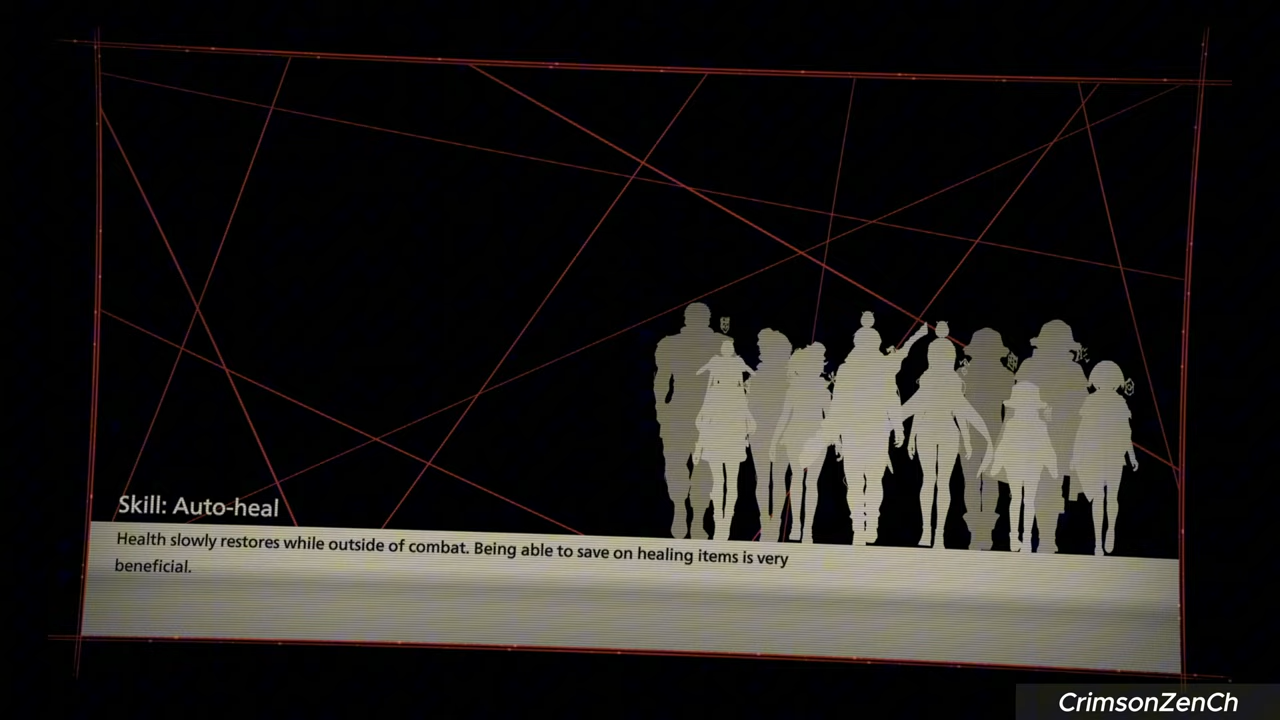 Skill: Auto-heal
Health slowly restores while outside of combat. Being able to save on healing items is very
beneficial.
CrimsonZenCh